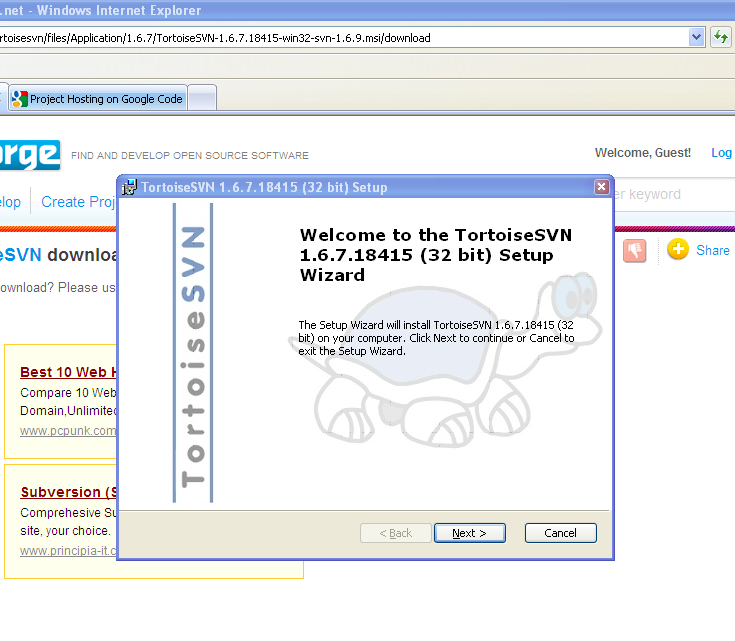 .net - Windows Internet Explorer
rtoisesvn/files/Application/1.6.7/TortoiseSVN-1.6.7.18415-win32-svn-1.6.9.msi/download
Project Hosting on Google Code
orge FIND AND DEVELOP OPEN SOURCE SOFTWARE
Welcome, Guest! Log
elop Create Proj
er keyword
TortoiseSVN 1.6.7.18415 (32 bit) Setup
eSVN downloa
ownload? Please us
Share
TortoiseSVN
Welcome to the TortoiseSVN
1.6.7.18415 (32 bit) Setup
Wizard
The Setup Wizard will install TortoiseSVN 1.6.7.18415 (32
bit) on your computer. Click Next to continue or Cancel to
exit the Setup Wizard.
Best 10 Web H
Compare 10 Web
Domain,Unlimited
www.pcpunk.com
Subversion (S
Comprehesive Su
site, your choice.
www.principia-it.c
< Back
Next >
Cancel